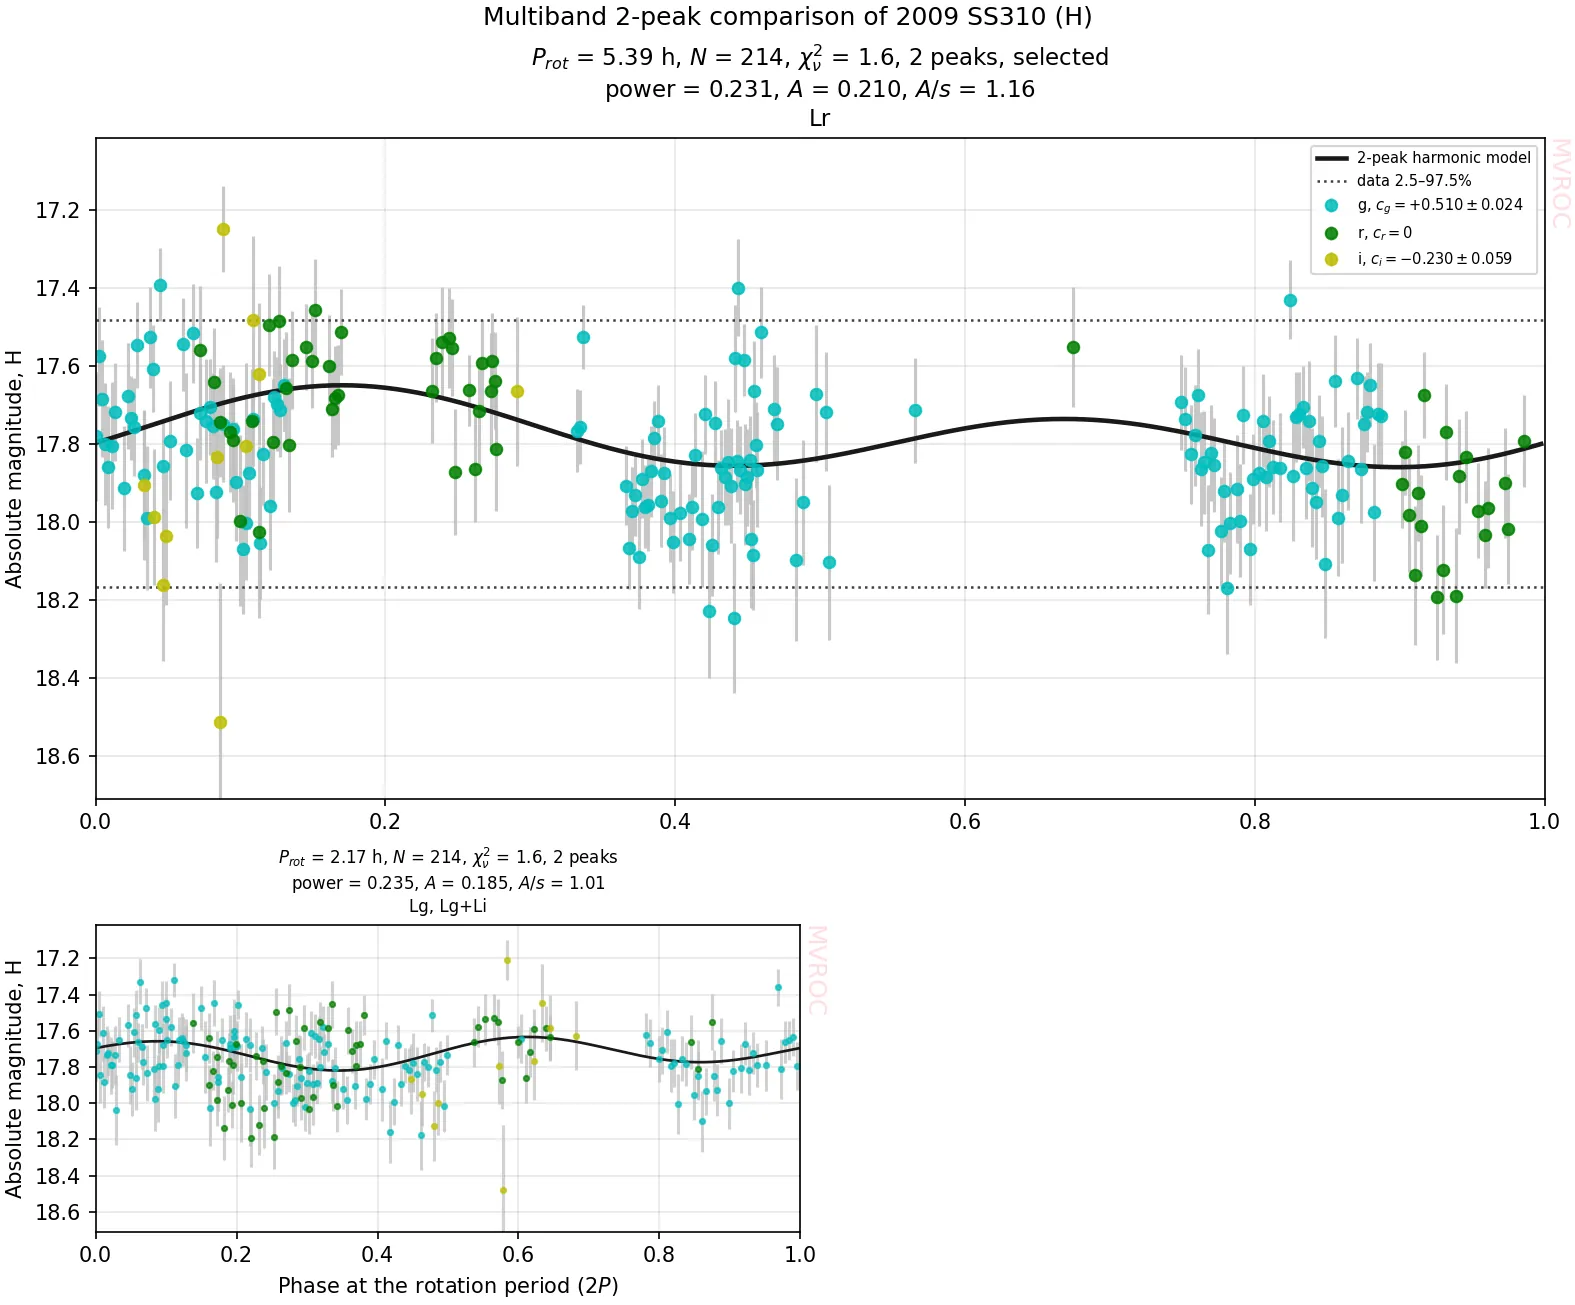 Multiband 2-peak comparison of 2009 SS310 (H)
P_rot = 5.39 h, N = 214, χ²_ν = 1.6, 2 peaks, selected
power = 0.231, A = 0.210, A/s = 1.16
Lr
2-peak harmonic model
data 2.5–97.5%
g, c_g = +0.510 ± 0.024
r, c_r = 0
i, c_i = −0.230 ± 0.059
MVROC
Absolute magnitude, H
17.2
17.4
17.6
17.8
18.0
18.2
18.4
18.6
0.0 0.2 0.4 0.6 0.8 1.0
P_rot = 2.17 h, N = 214, χ²_ν = 1.6, 2 peaks
power = 0.235, A = 0.185, A/s = 1.01
Lg, Lg+Li
MVROC
Absolute magnitude, H
17.2
17.4
17.6
17.8
18.0
18.2
18.4
18.6
0.0 0.2 0.4 0.6 0.8 1.0
Phase at the rotation period (2P)